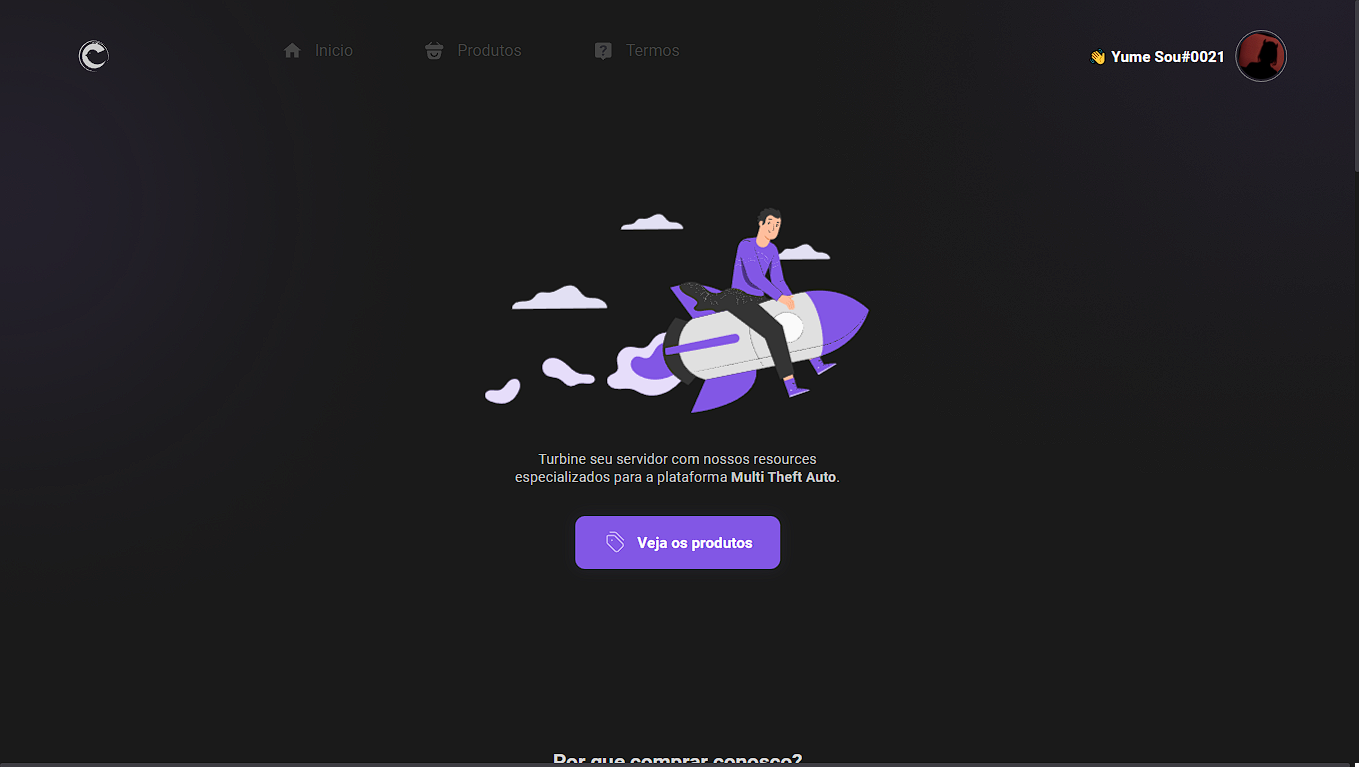 Inicio
Produtos
Termos
Yume Sou#0021
Turbine seu servidor com nossos resources
especializados para a plataforma Multi Theft Auto.
Veja os produtos
Por que comprar conosco?